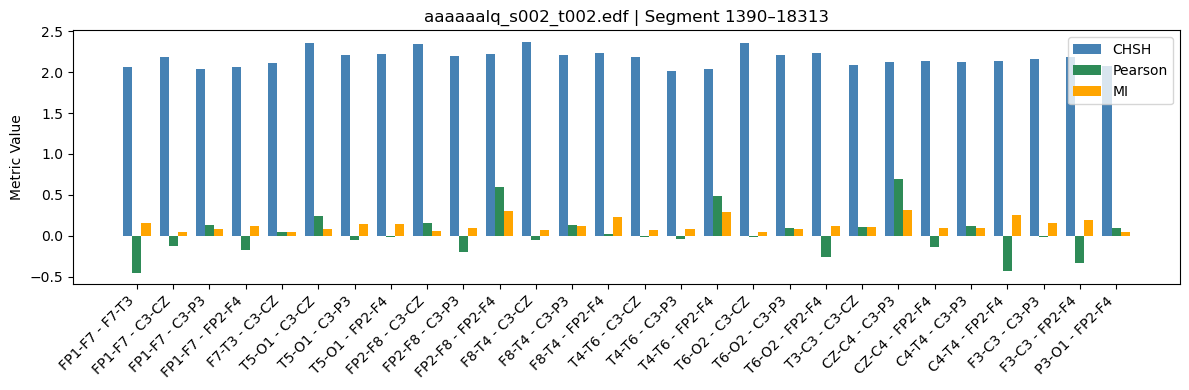 aaaaaalq_s002_t002.edf | Segment 1390–18313
Metric Value
2.5
2.0
1.5
1.0
0.5
0.0
−0.5
CHSH
Pearson
MI
FP1-F7 - F7-T3
FP1-F7 - C3-CZ
FP1-F7 - C3-P3
FP1-F7 - FP2-F4
F7-T3 - C3-CZ
T5-O1 - C3-CZ
T5-O1 - C3-P3
T5-O1 - FP2-F4
FP2-F8 - C3-CZ
FP2-F8 - C3-P3
FP2-F8 - FP2-F4
F8-T4 - C3-CZ
F8-T4 - C3-P3
F8-T4 - FP2-F4
T4-T6 - C3-CZ
T4-T6 - C3-P3
T4-T6 - FP2-F4
T6-O2 - C3-CZ
T6-O2 - C3-P3
T6-O2 - FP2-F4
T3-C3 - C3-CZ
CZ-C4 - C3-P3
CZ-C4 - FP2-F4
C4-T4 - C3-P3
C4-T4 - FP2-F4
F3-C3 - C3-P3
F3-C3 - FP2-F4
P3-O1 - FP2-F4